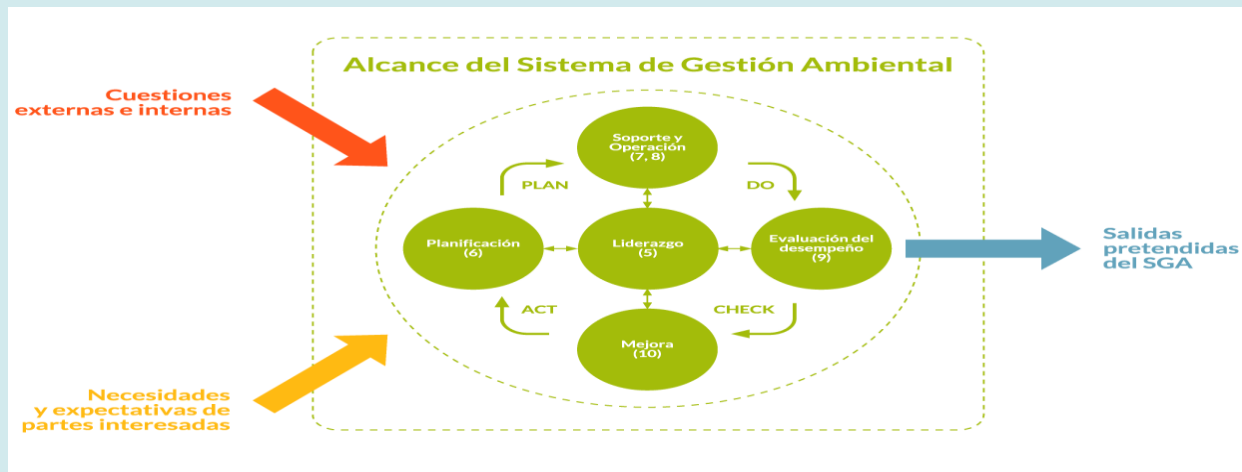 Alcance del Sistema de Gestión Ambiental
Cuestiones
externas e internas
Soporte y
Operación
(7, 8)
PLAN
DO
Planificación
(6)
Liderazgo
(5)
Evaluación del
desempeño
(9)
Salidas
pretendidas
del SGA
ACT
CHECK
Mejora
(10)
Necesidades
y expectativas de
partes interesadas